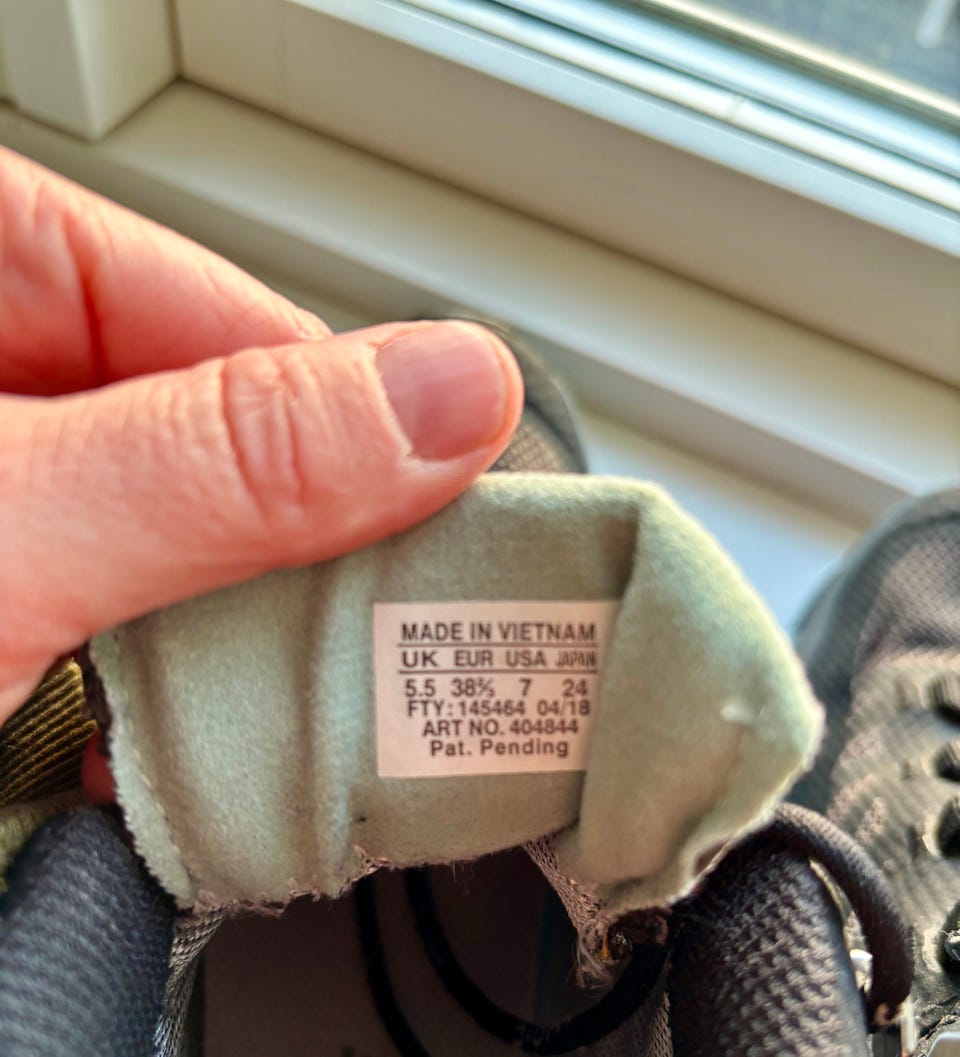 MADE IN VIETNAM
UK EUR USA JAPAN
5.5 38⅔ 7 24
FTY: 145464 04/18
ART NO. 404844
Pat. Pending